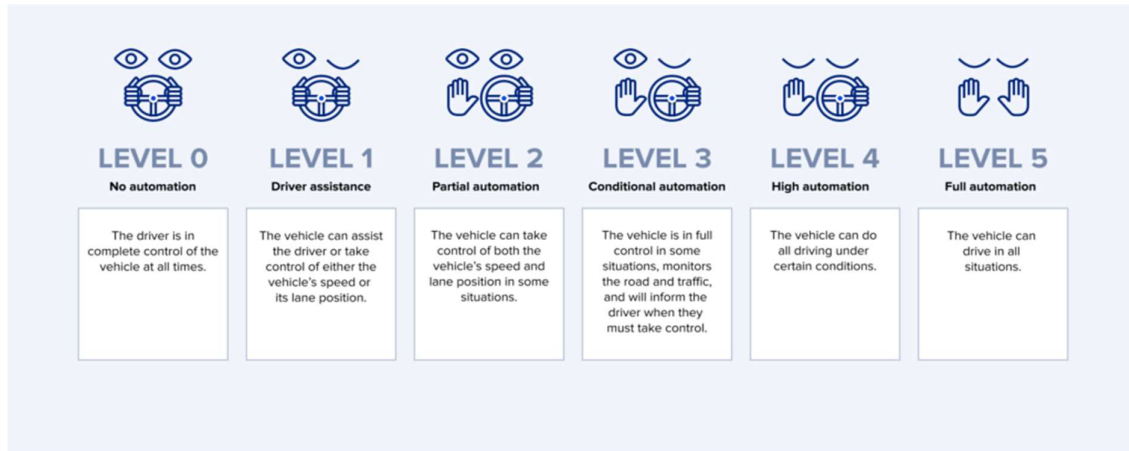 LEVEL 0
No automation
The driver is in
complete control of the
vehicle at all times.
LEVEL 1
Driver assistance
The vehicle can assist
the driver or take
control of either the
vehicle's speed or
its lane position.
LEVEL 2
Partial automation
The vehicle can take
control of both the
vehicle's speed and
lane position in some
situations.
LEVEL 3
Conditional automation
The vehicle is in full
control in some
situations, monitors
the road and traffic,
and will inform the
driver when they
must take control.
LEVEL 4
High automation
The vehicle can do
all driving under
certain conditions.
LEVEL 5
Full automation
The vehicle can
drive in all
situations.